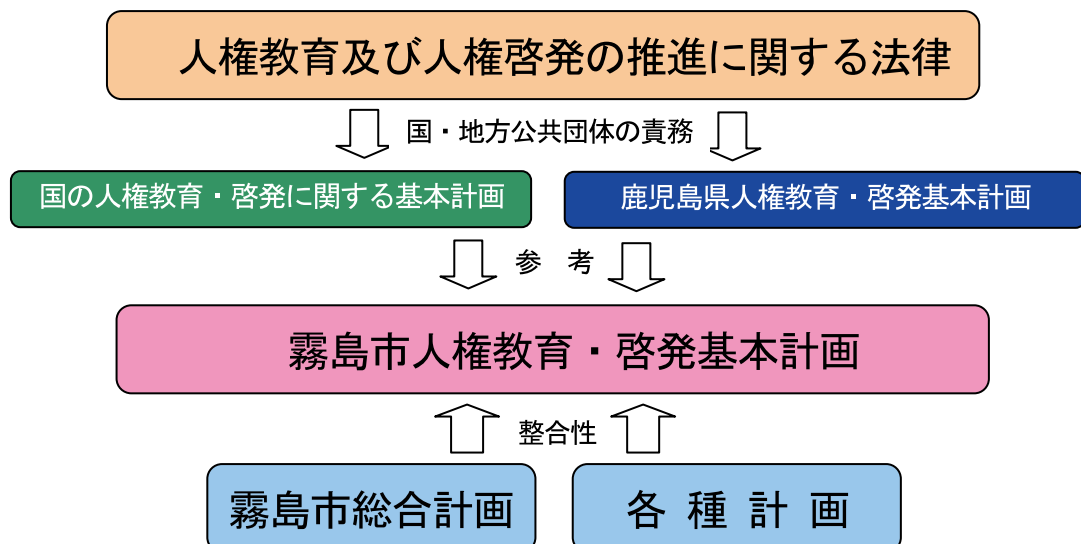 人権教育及び人権啓発の推進に関する法律
国・地方公共団体の責務
国の人権教育・啓発に関する基本計画
鹿児島県人権教育・啓発基本計画
参　考
霧島市人権教育・啓発基本計画
整合性
霧島市総合計画
各 種 計 画